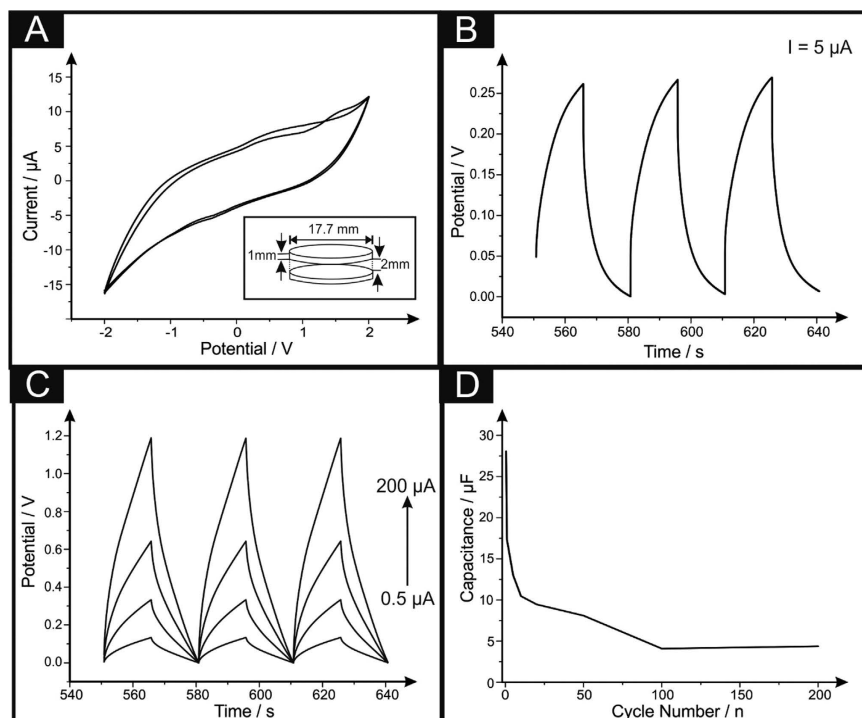 A
15
10
5
0
-5
-10
-15
Current / µA
-2
-1
0
1
2
Potential / V
17.7 mm
1mm
2mm
B
I = 5 µA
0.25
0.20
0.15
0.10
0.05
0.00
Potential / V
540
560
580
600
620
640
Time / s
C
1.2
1.0
0.8
0.6
0.4
0.2
0.0
Potential / V
540
560
580
600
620
640
Time / s
200 µA
0.5 µA
D
30
25
20
15
10
5
0
Capacitance / µF
0
50
100
150
200
Cycle Number / n